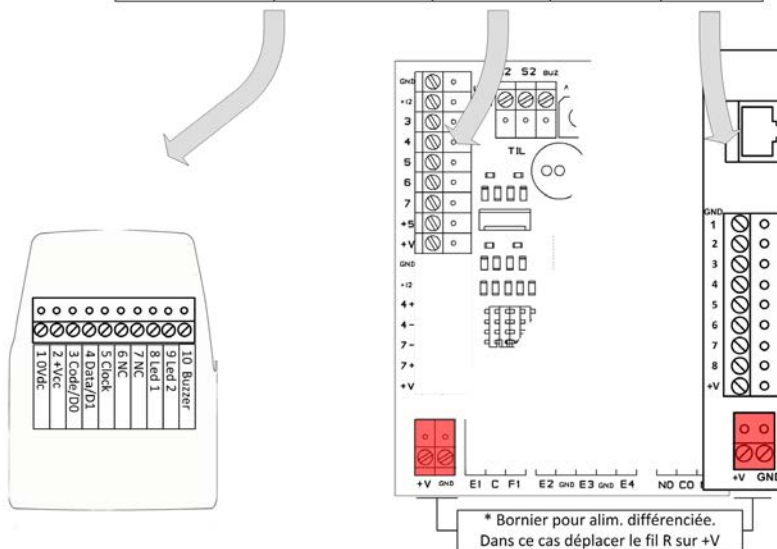 GND
+12
3
4
5
6
7
+5
+V
GND
+12
4+
4-
7-
7+
+V
2 S2 BUZ
TIL
+V GND E1 C F1 E2 GND E3 GND E4 NO CO
1 0Vdc
2 +Vcc
3 Code/D0
4 Data/D1
5 Clock
6 NC
7 NC
8 Led 1
9 Led 2
10 Buzzer
GND
1
2
3
4
5
6
7
8
+V
+V GND
* Bornier pour alim. différenciée.
Dans ce cas déplacer le fil R sur +V